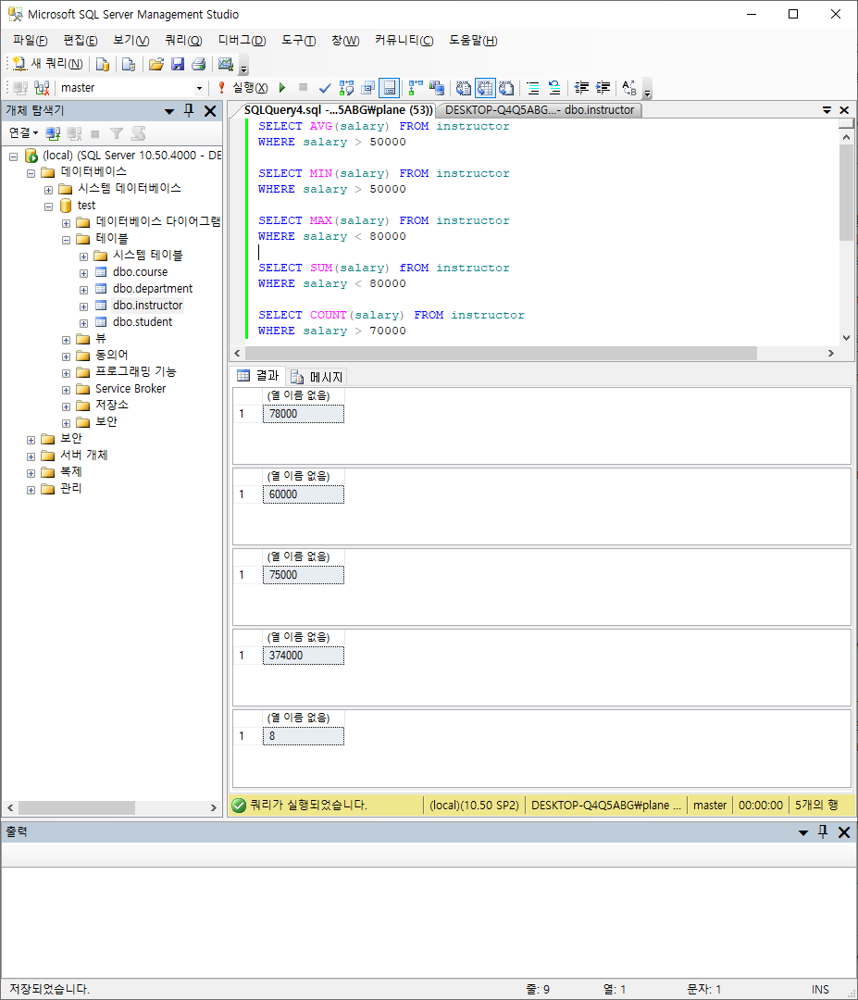 Microsoft SQL Server Management Studio
파일(F) 편집(E) 보기(V) 쿼리(Q) 디버그(D) 도구(T) 창(W) 커뮤니티(C) 도움말(H)
새 쿼리(N)
master 실행(X)
개체 탐색기
연결
(local) (SQL Server 10.50.4000 - DE
데이터베이스
시스템 데이터베이스
test
데이터베이스 다이어그램
테이블
시스템 테이블
dbo.course
dbo.department
dbo.instructor
dbo.student
뷰
동의어
프로그래밍 기능
Service Broker
저장소
보안
보안
서버 개체
복제
관리
SQLQuery4.sql -...5ABG₩plane (53)) DESKTOP-Q4Q5ABG...- dbo.instructor
SELECT AVG(salary) FROM instructor
WHERE salary > 50000
SELECT MIN(salary) FROM instructor
WHERE salary > 50000
SELECT MAX(salary) FROM instructor
WHERE salary < 80000
SELECT SUM(salary) fROM instructor
WHERE salary < 80000
SELECT COUNT(salary) FROM instructor
WHERE salary > 70000
결과 메시지
(열 이름 없음)
1 78000
(열 이름 없음)
1 60000
(열 이름 없음)
1 75000
(열 이름 없음)
1 374000
(열 이름 없음)
1 8
쿼리가 실행되었습니다. (local)(10.50 SP2) DESKTOP-Q4Q5ABG₩plane ... master 00:00:00 5개의 행
출력
저장되었습니다. 줄: 9 열: 1 문자: 1 INS